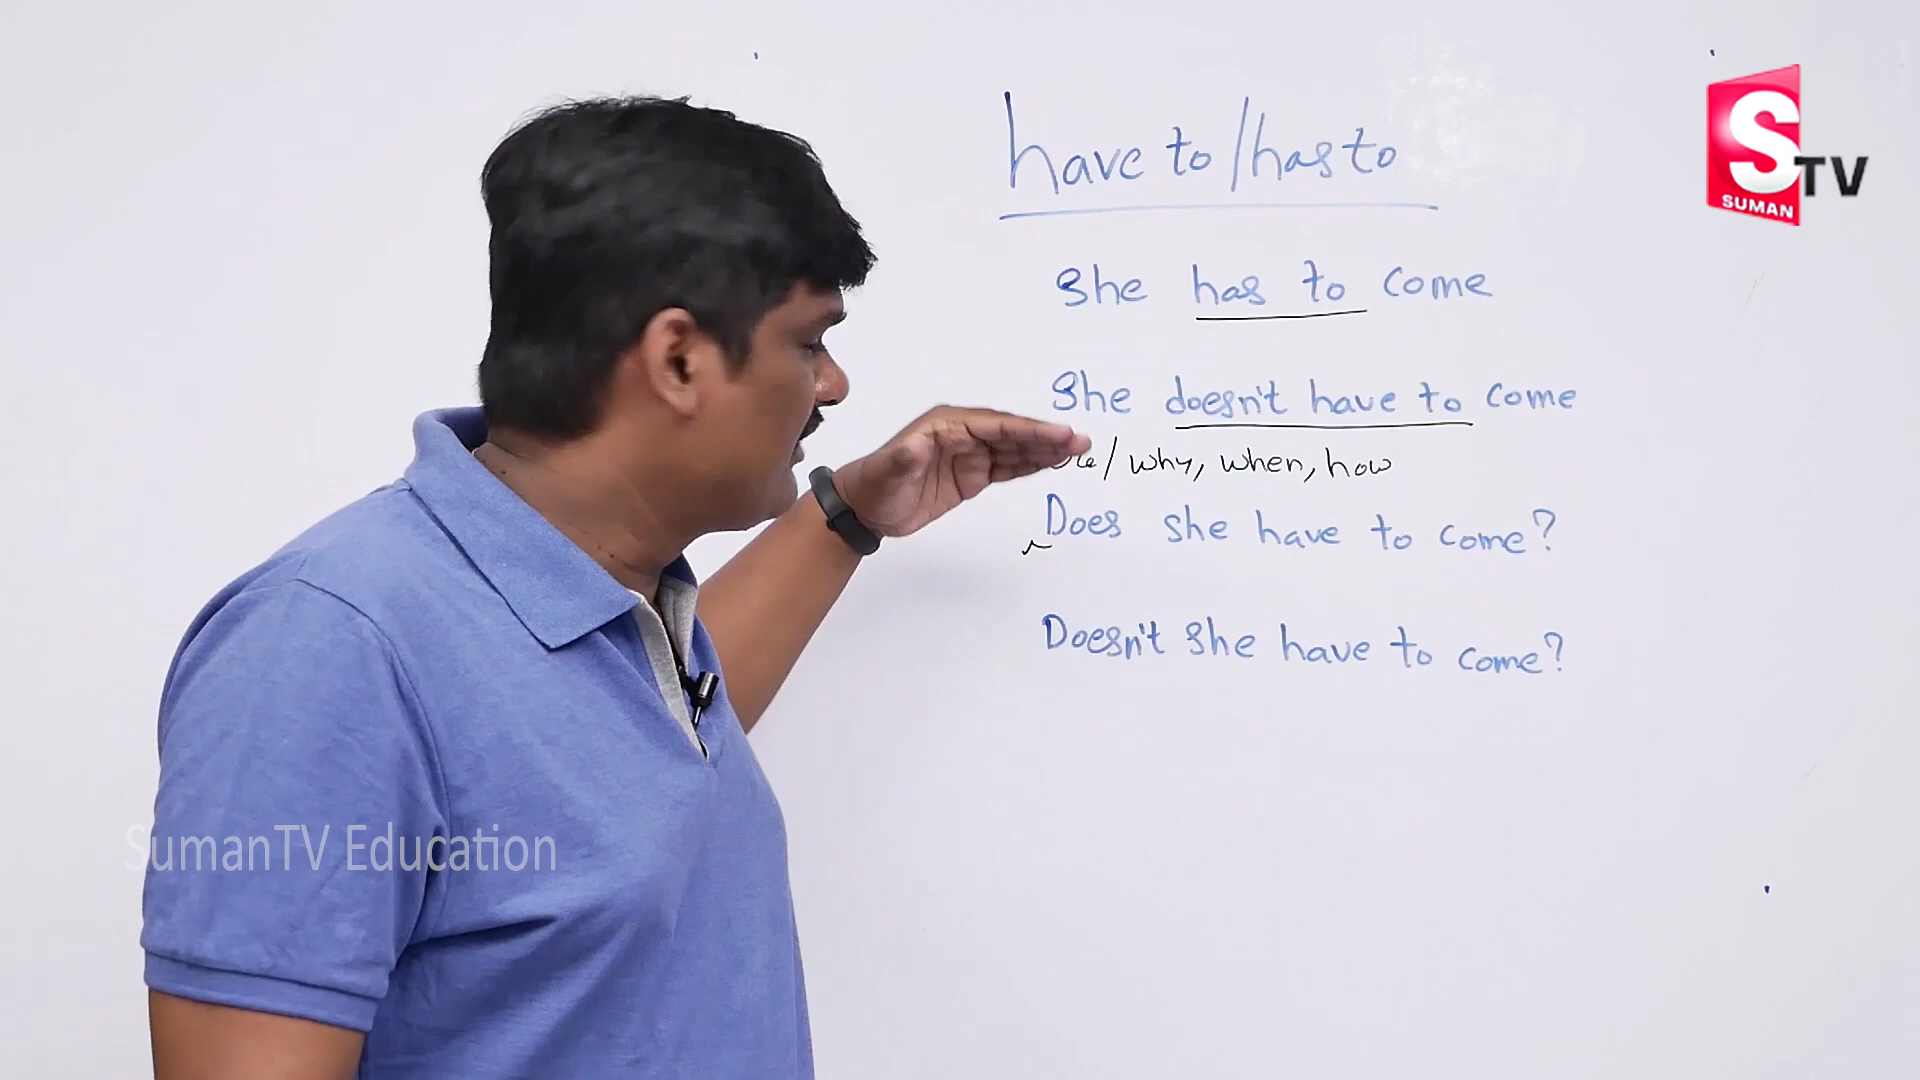 have to / has to
She has to come
She doesn't have to come
/ why, when, how
Does she have to come?
Doesn't she have to come?
S TV
SUMAN
SumanTV Education